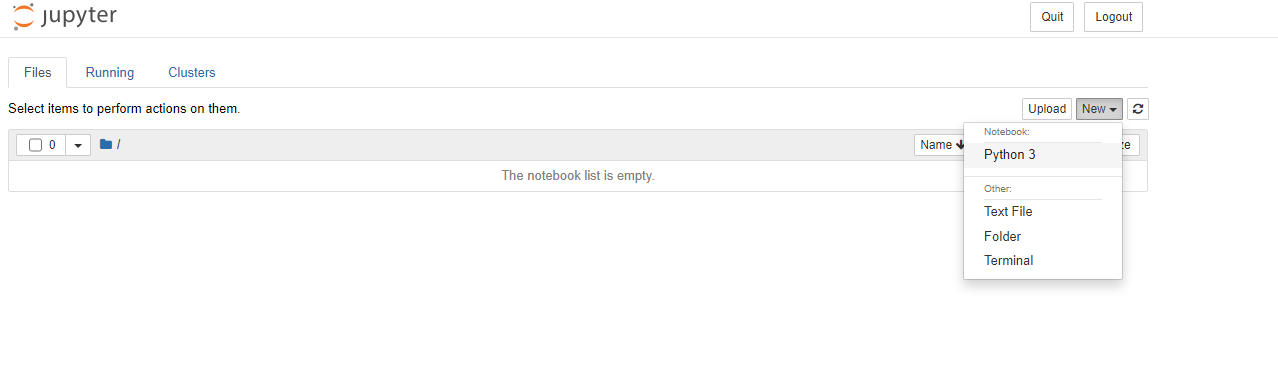 jupyter
Quit Logout
Files Running Clusters
Select items to perform actions on them.
Upload New
Notebook:
0 / Name
Python 3
The notebook list is empty.
Other:
Text File
Folder
Terminal